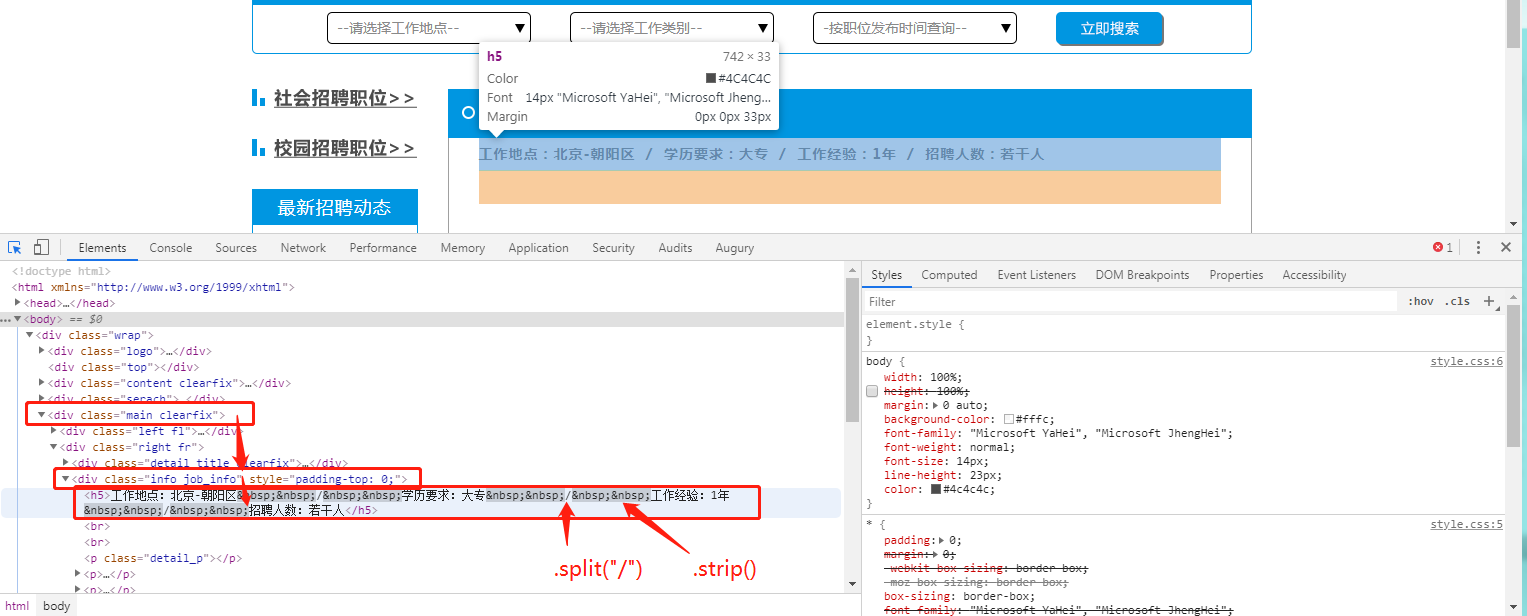 --请选择工作地点-- ▼ --请选择工作类别-- ▼ -按职位发布时间查询-- ▼ 立即搜索
h5 742 × 33
Color #4C4C4C
Font 14px "Microsoft YaHei", "Microsoft Jheng...
Margin 0px 0px 33px
社会招聘职位>>
校园招聘职位>>
最新招聘动态
工作地点：北京-朝阳区 / 学历要求：大专 / 工作经验：1年 / 招聘人数：若干人
Elements Console Sources Network Performance Memory Application Security Audits Augury 1
<!doctype html>
<html xmlns="http://www.w3.org/1999/xhtml">
<head>…</head>
<body> == $0
<div class="wrap">
<div class="logo">…</div>
<div class="top"></div>
<div class="content clearfix">…</div>
<div class="serach">…</div>
<div class="main clearfix">
<div class="left fl">…</div>
<div class="right fr">
<div class="detail_title clearfix">…</div>
<div class="info job_info" style="padding-top: 0;">
<h5>工作地点：北京-朝阳区&nbsp;&nbsp;/&nbsp;&nbsp;学历要求：大专&nbsp;&nbsp;/&nbsp;&nbsp;工作经验：1年
&nbsp;&nbsp;/&nbsp;&nbsp;招聘人数：若干人</h5>
<br>
<br>
<p class="detail_p"></p>
<p>…</p>
<p>…</p>
.split("/") .strip()
html body
Styles Computed Event Listeners DOM Breakpoints Properties Accessibility
Filter :hov .cls +
element.style {
}
body { style.css:6
width: 100%;
height: 100%;
margin: 0 auto;
background-color: #fffc;
font-family: "Microsoft YaHei", "Microsoft JhengHei";
font-weight: normal;
font-size: 14px;
line-height: 23px;
color: #4c4c4c;
}
* { style.css:5
padding: 0;
margin: 0;
-webkit-box-sizing: border-box;
-moz-box-sizing: border-box;
box-sizing: border-box;
font-family: "Microsoft YaHei", "Microsoft JhengHei";